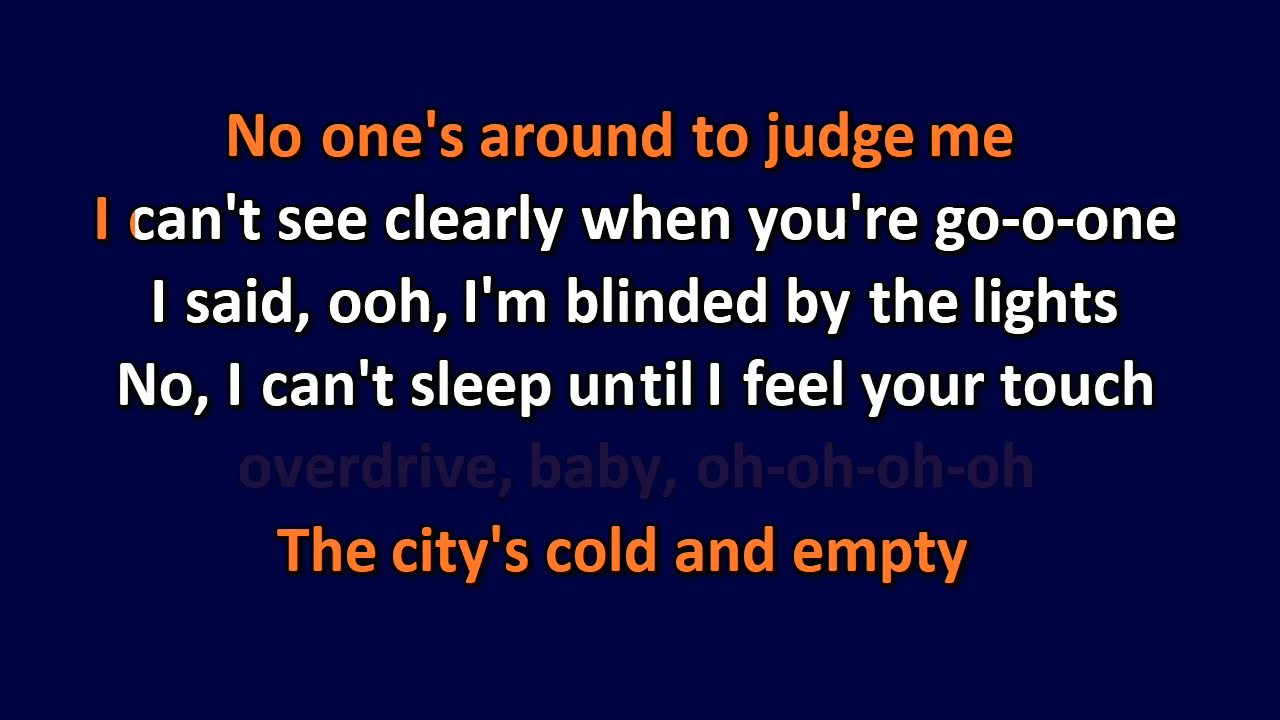 No one's around to judge me
I can't see clearly when you're go-o-one
I said, ooh, I'm blinded by the lights
No, I can't sleep until I feel your touch
overdrive, baby, oh-oh-oh-oh
The city's cold and empty